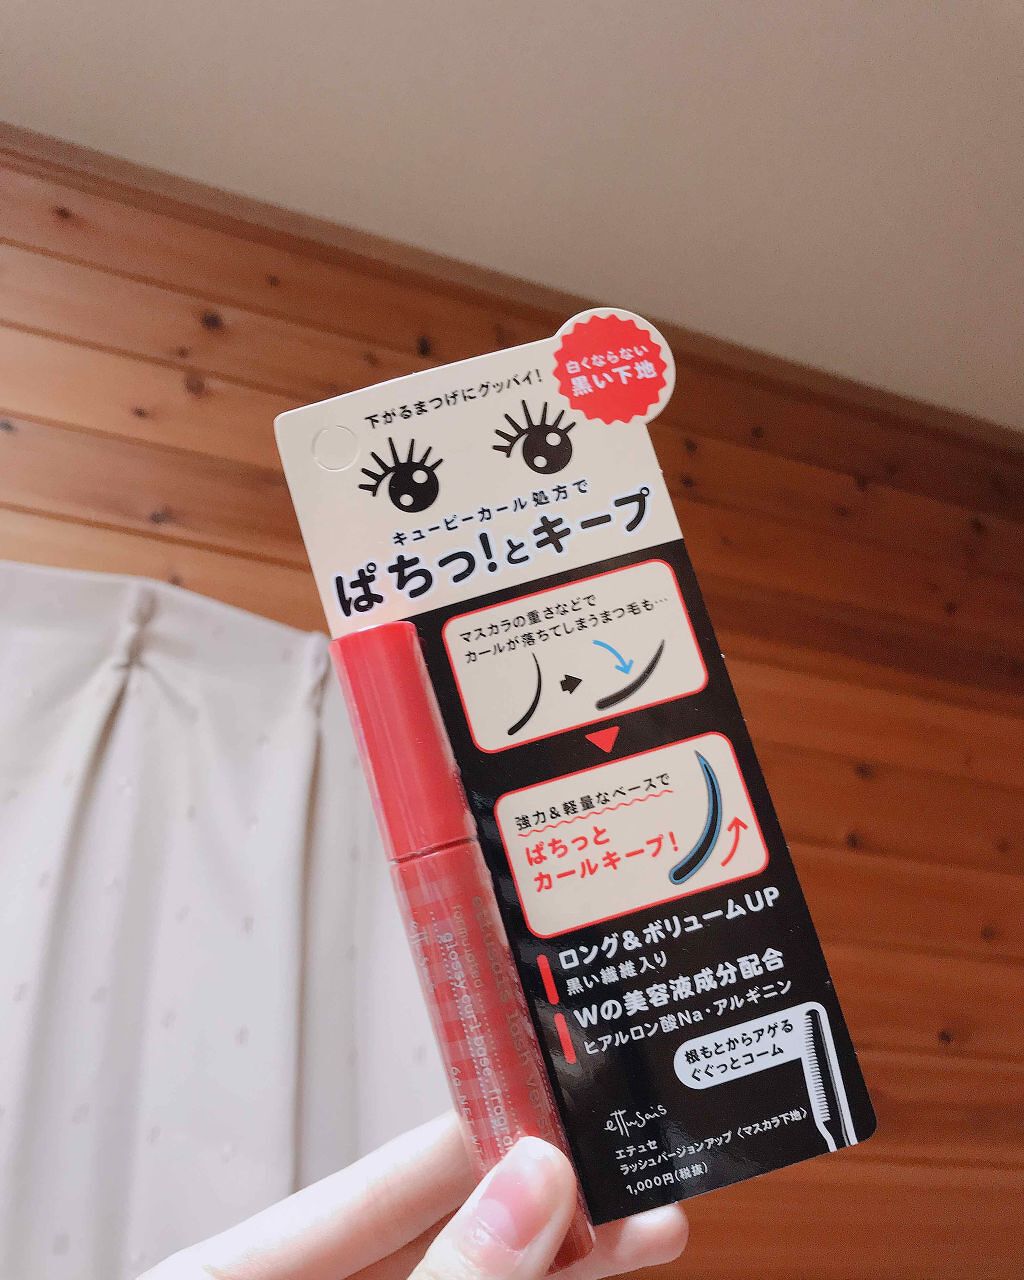 白くならない
黒い下地
下がるまつげにグッバイ!
キューピーカール処方で
ぱちっ!とキープ
マスカラの重さなどで
カールが落ちてしまうまつ毛も…
強力&軽量なベースで
ぱちっと
カールキープ!
ロング&ボリュームUP
黒い繊維入り
Wの美容液成分配合
ヒアルロン酸Na・アルギニン
根もとからアゲる
ぐぐっとコーム
ettusais
エテュセ
ラッシュバージョンアップ〈マスカラ下地〉
1,000円(税抜)
ettusais lash vers
glossy curl base